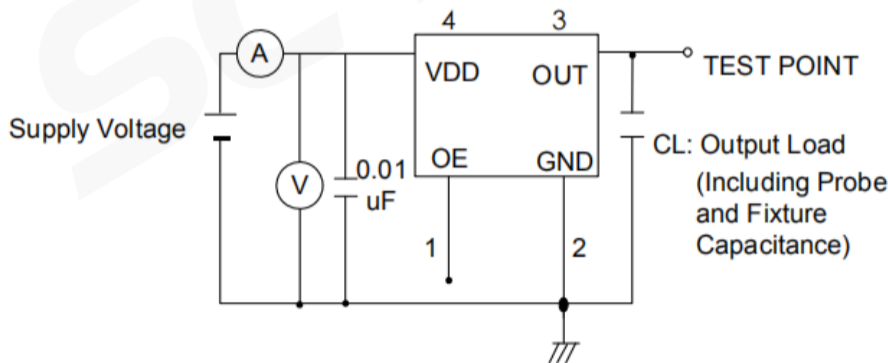 4
3
A
VDD
OUT
TEST POINT
Supply Voltage
V
0.01
uF
OE
GND
CL: Output Load
(Including Probe
and Fixture
Capacitance)
1
2